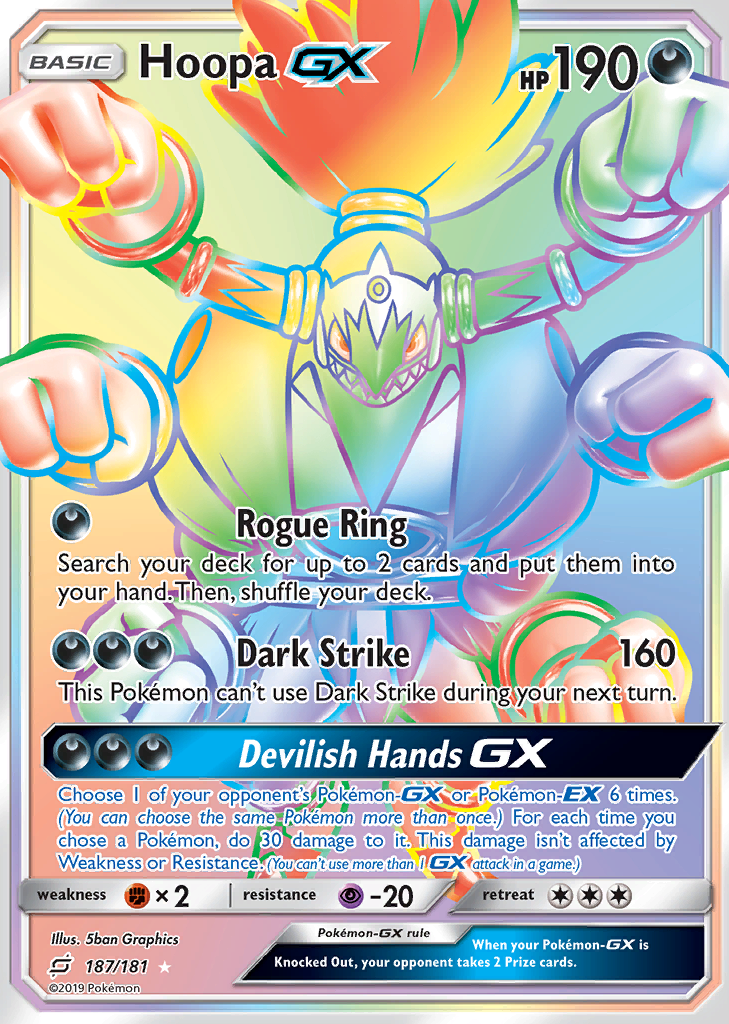 BASIC Hoopa GX HP 190
Rogue Ring
Search your deck for up to 2 cards and put them into
your hand. Then, shuffle your deck.
Dark Strike 160
This Pokémon can't use Dark Strike during your next turn.
Devilish Hands GX
Choose 1 of your opponent's Pokémon-GX or Pokémon-EX 6 times.
(You can choose the same Pokémon more than once.) For each time you
chose a Pokémon, do 30 damage to it. This damage isn't affected by
Weakness or Resistance. (You can't use more than 1 GX attack in a game.)
weakness ×2 resistance -20 retreat
Illus. 5ban Graphics
187/181
©2019 Pokémon
Pokémon-GX rule
When your Pokémon-GX is
Knocked Out, your opponent takes 2 Prize cards.